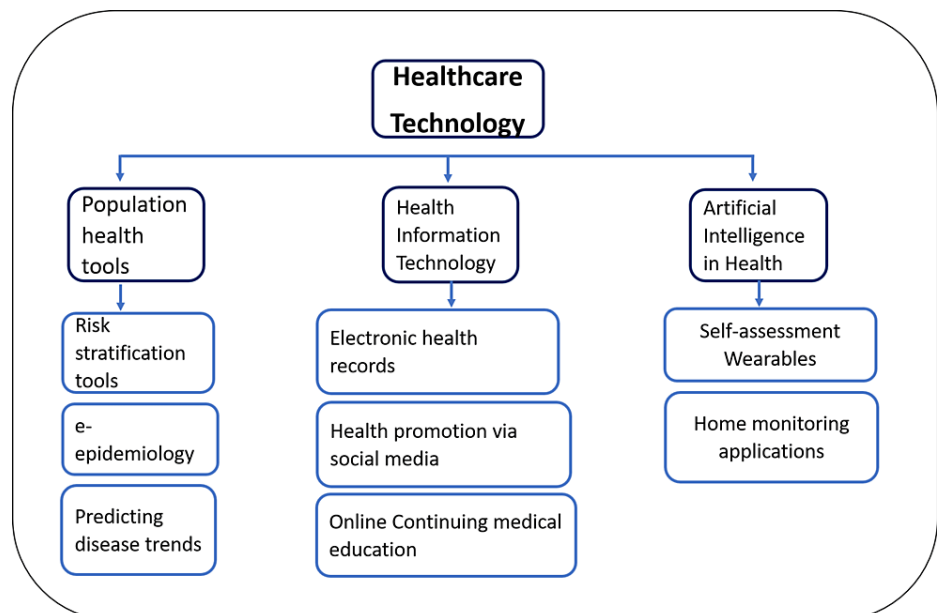 Healthcare
Technology
Population
health
tools
Risk
stratification
tools
e-
epidemiology
Predicting
disease trends
Health
Information
Technology
Electronic health
records
Health promotion via
social media
Online Continuing medical
education
Artificial
Intelligence
in Health
Self-assessment
Wearables
Home monitoring
applications